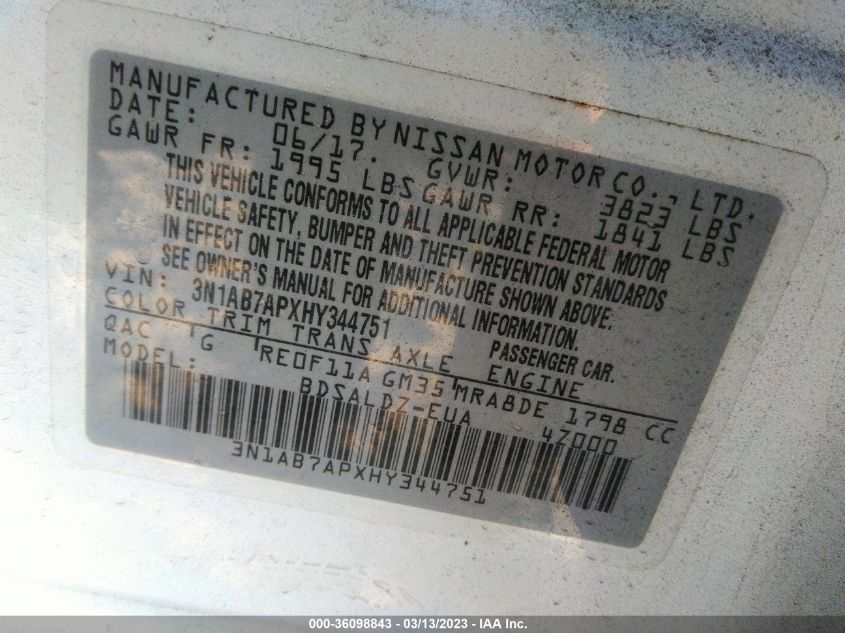 MANUFACTURED BY NISSAN MOTOR CO., LTD.
DATE: 06/17. GVWR: 3823 LBS
GAWR FR: 1995 LBS GAWR RR: 1841 LBS
THIS VEHICLE CONFORMS TO ALL APPLICABLE FEDERAL MOTOR
VEHICLE SAFETY, BUMPER AND THEFT PREVENTION STANDARDS
IN EFFECT ON THE DATE OF MANUFACTURE SHOWN ABOVE.
SEE OWNER'S MANUAL FOR ADDITIONAL INFORMATION.
VIN: 3N1AB7APXHY344751 PASSENGER CAR.
COLOR TRIM TRANS AXLE ENGINE
QAC TG RE0F11A GM35 MRA8DE 1798 CC
MODEL: BDSALDZ-EUA 47000
3N1AB7APXHY344751
000-36098843 - 03/13/2023 - IAA Inc.